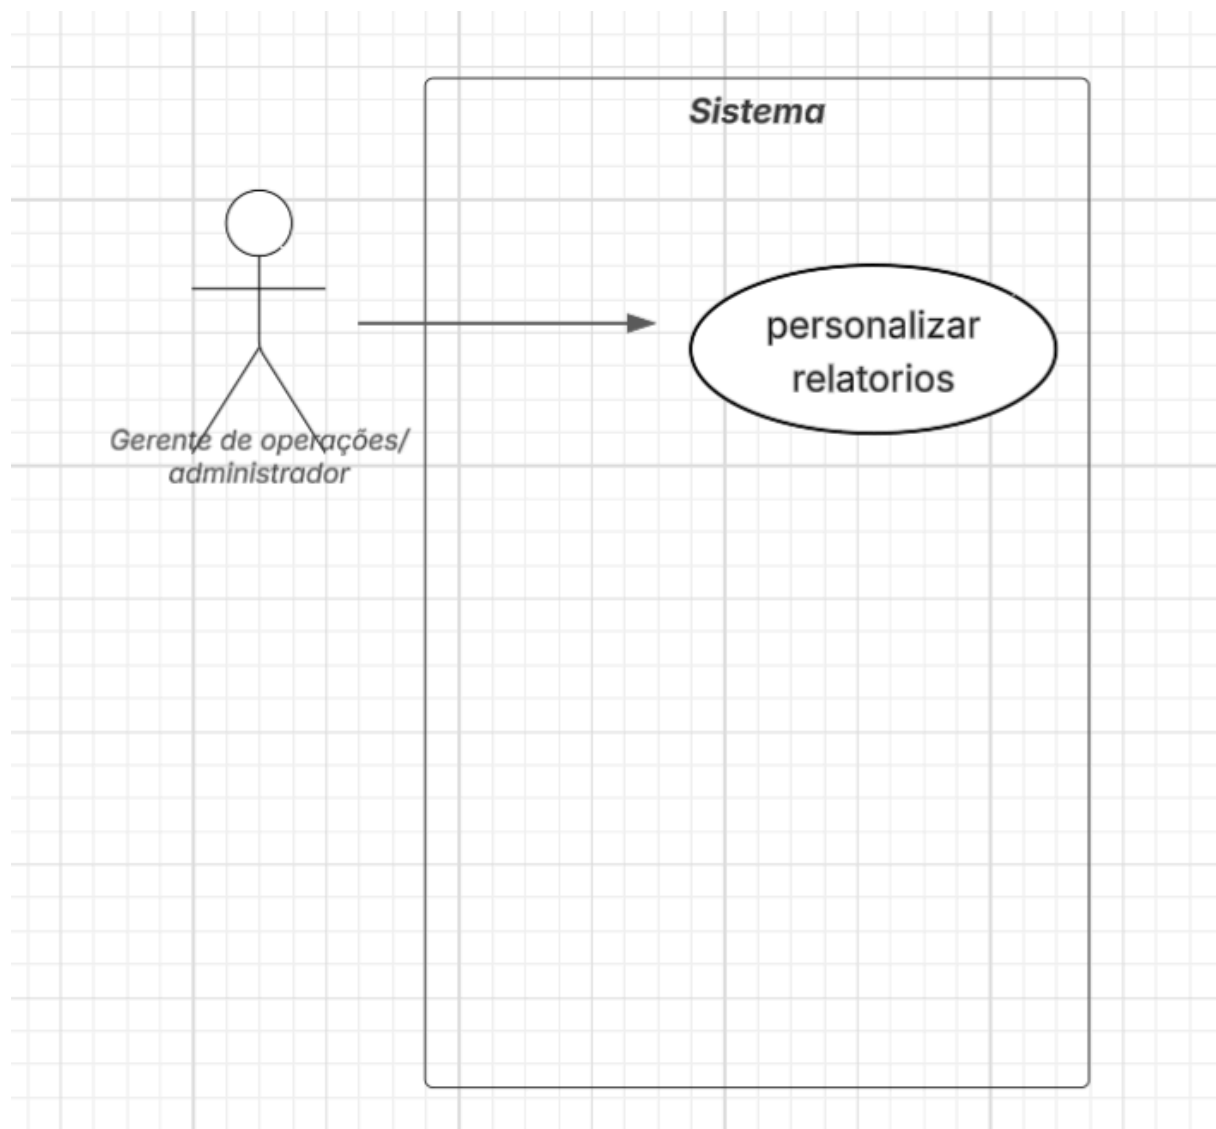 Sistema
personalizar
relatorios
Gerente de operações/
administrador